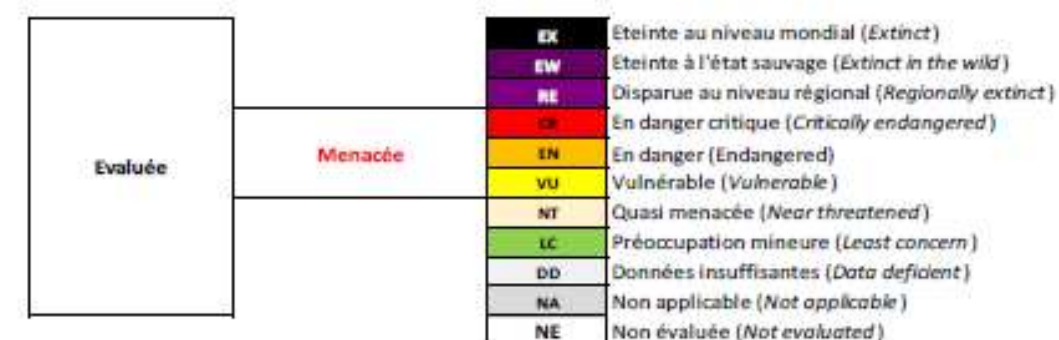 EX Eteinte au niveau mondial (Extinct)
EW Eteinte à l'état sauvage (Extinct in the wild)
RE Disparue au niveau régional (Regionally extinct)
CR En danger critique (Critically endangered)
Evaluée
Menacée
EN En danger (Endangered)
VU Vulnérable (Vulnerable)
NT Quasi menacée (Near threatened)
LC Préoccupation mineure (Least concern)
DD Données insuffisantes (Data deficient)
NA Non applicable (Not applicable)
NE Non évaluée (Not evaluated)